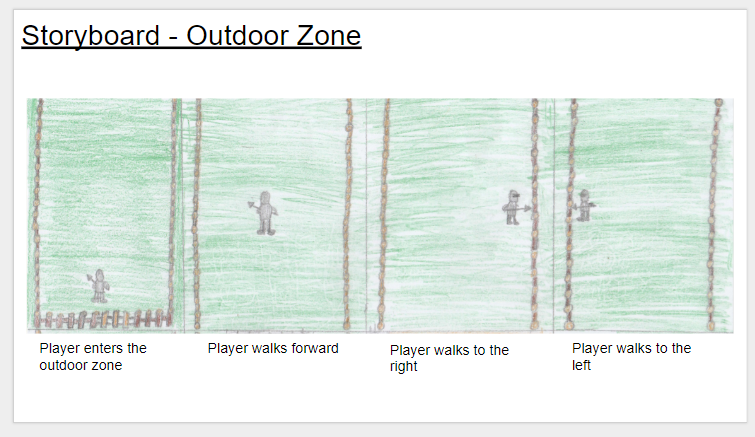 Storyboard - Outdoor Zone
Player enters the
outdoor zone
Player walks forward
Player walks to the
right
Player walks to the
left